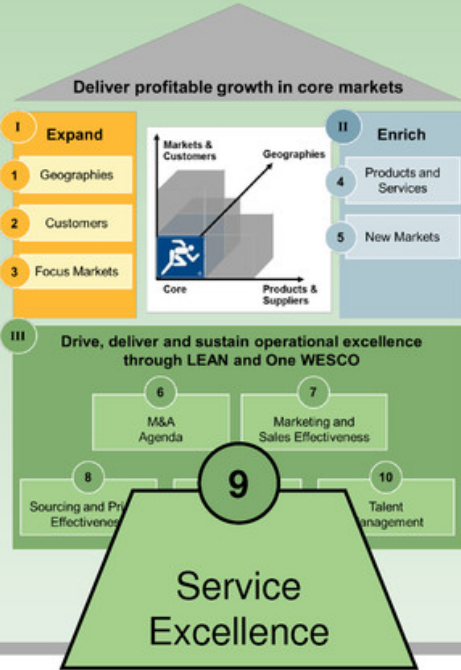 Deliver profitable growth in core markets
I
Expand
1
Geographies
2
Customers
3
Focus Markets
Markets &
Customers
Geographies
Core
Products &
Suppliers
II
Enrich
4
Products and
Services
5
New Markets
III
Drive, deliver and sustain operational excellence
through LEAN and One WESCO
6
M&A
Agenda
7
Marketing and
Sales Effectiveness
8
Sourcing and
9
10
Talent
Service
Excellence